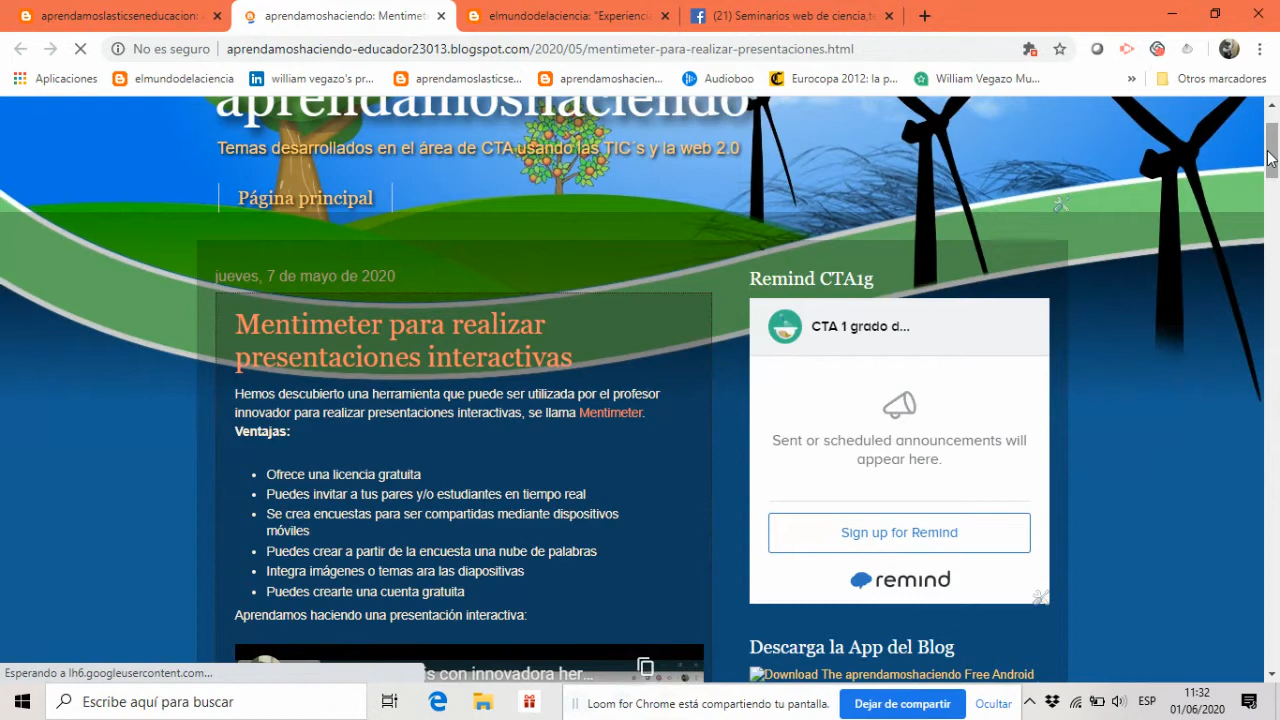 aprendamoslasticseneducacion:
aprendamoshaciendo: Mentimete
elmundodelaciencia: "Experienci
(21) Seminarios web de ciencia,te
No es seguro
aprendamoshaciendo-educador23013.blogspot.com/2020/05/mentimeter-para-realizar-presentaciones.html
Aplicaciones
elmundodelaciencia
william vegazo's pr...
aprendamoslasticse...
aprendamoshacien...
Audioboo
Eurocopa 2012: la p...
William Vegazo Mu...
»
Otros marcadores
aprendamoshaciendo
Temas desarrollados en el área de CTA usando las TIC`s y la web 2.0
Página principal
jueves, 7 de mayo de 2020
Mentimeter para realizar
presentaciones interactivas
Hemos descubierto una herramienta que puede ser utilizada por el profesor
innovador para realizar presentaciones interactivas, se llama Mentimeter.
Ventajas:
Ofrece una licencia gratuita
Puedes invitar a tus pares y/o estudiantes en tiempo real
Se crea encuestas para ser compartidas mediante dispositivos
móviles
Puedes crear a partir de la encuesta una nube de palabras
Integra imágenes o temas ara las diapositivas
Puedes crearte una cuenta gratuita
Aprendamos haciendo una presentación interactiva:
s con innovadora her...
Remind CTA1g
CTA 1 grado d...
Sent or scheduled announcements will
appear here.
Sign up for Remind
remind
Descarga la App del Blog
Download The aprendamoshaciendo Free Android
Esperando a lh6.googleusercontent.com...
Escribe aquí para buscar
Loom for Chrome está compartiendo tu pantalla.
Dejar de compartir
Ocultar
ESP
11:32
01/06/2020